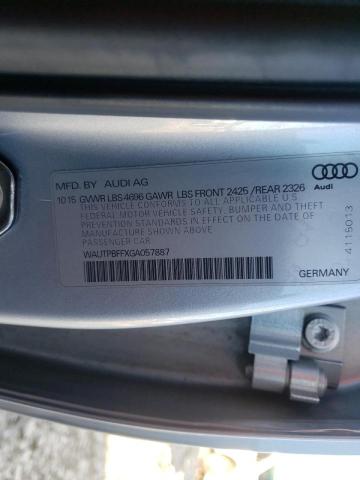 MFD. BY AUDI AG
10 15 GVWR LBS 4696 GAWR LBS FRONT 2425 / REAR 2326
THIS VEHICLE CONFORMS TO ALL APPLICABLE U.S.
FEDERAL MOTOR VEHICLE SAFETY, BUMPER AND THEFT
PREVENTION STANDARDS IN EFFECT ON THE DATE OF
MANUFACTURE SHOWN ABOVE.
PASSENGER CAR
WAUTPBFFXGA057887
Audi
GERMANY
4115013